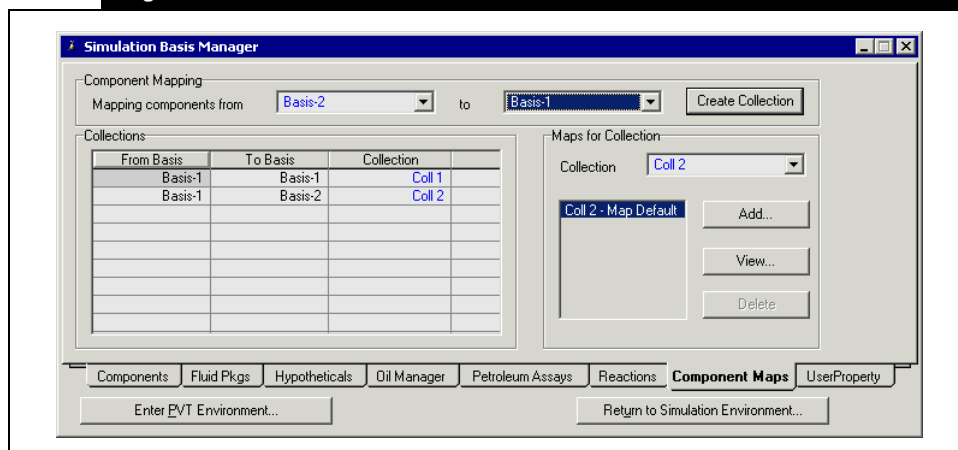 Simulation Basis Manager
Component Mapping
Mapping components from Basis-2 to Basis-1 Create Collection
Collections
From Basis To Basis Collection
Basis-1 Basis-1 Coll 1
Basis-1 Basis-2 Coll 2
Maps for Collection
Collection Coll 2
Coll 2 - Map Default
Add...
View...
Delete
Components Fluid Pkgs Hypotheticals Oil Manager Petroleum Assays Reactions Component Maps UserProperty
Enter PVT Environment... Return to Simulation Environment...